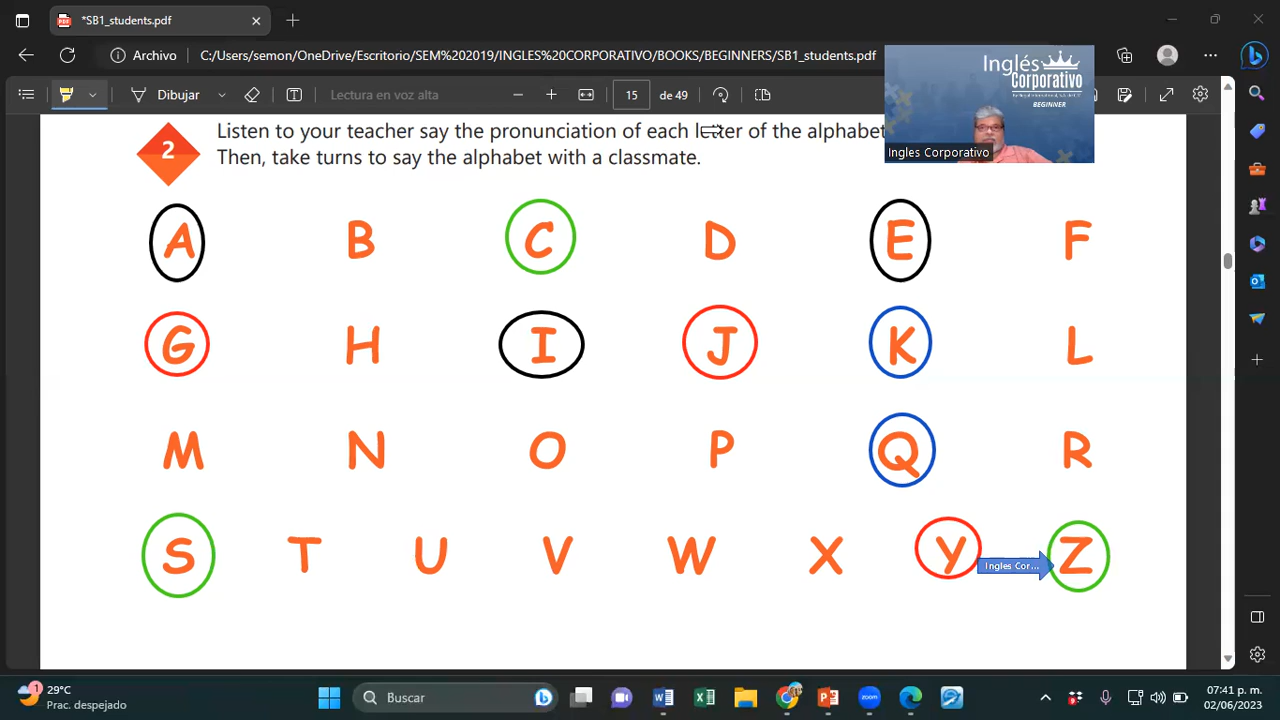 *SB1_students.pdf
Archivo
C:/Users/semon/OneDrive/Escritorio/SEM%202019/INGLES%20CORPORATIVO/BOOKS/BEGINNERS/SB1_students.pdf
Dibujar
Lectura en voz alta
15
de 49
Inglés
Corporativo
BEGINNER
Ingles Corporativo
2
Listen to your teacher say the pronunciation of each letter of the alphabet
Then, take turns to say the alphabet with a classmate.
A B C D E F
G H I J K L
M N O P Q R
S T U V W X Y Z
Ingles Cor...
1
29°C
Prac. despejado
Buscar
07:41 p. m.
02/06/2023